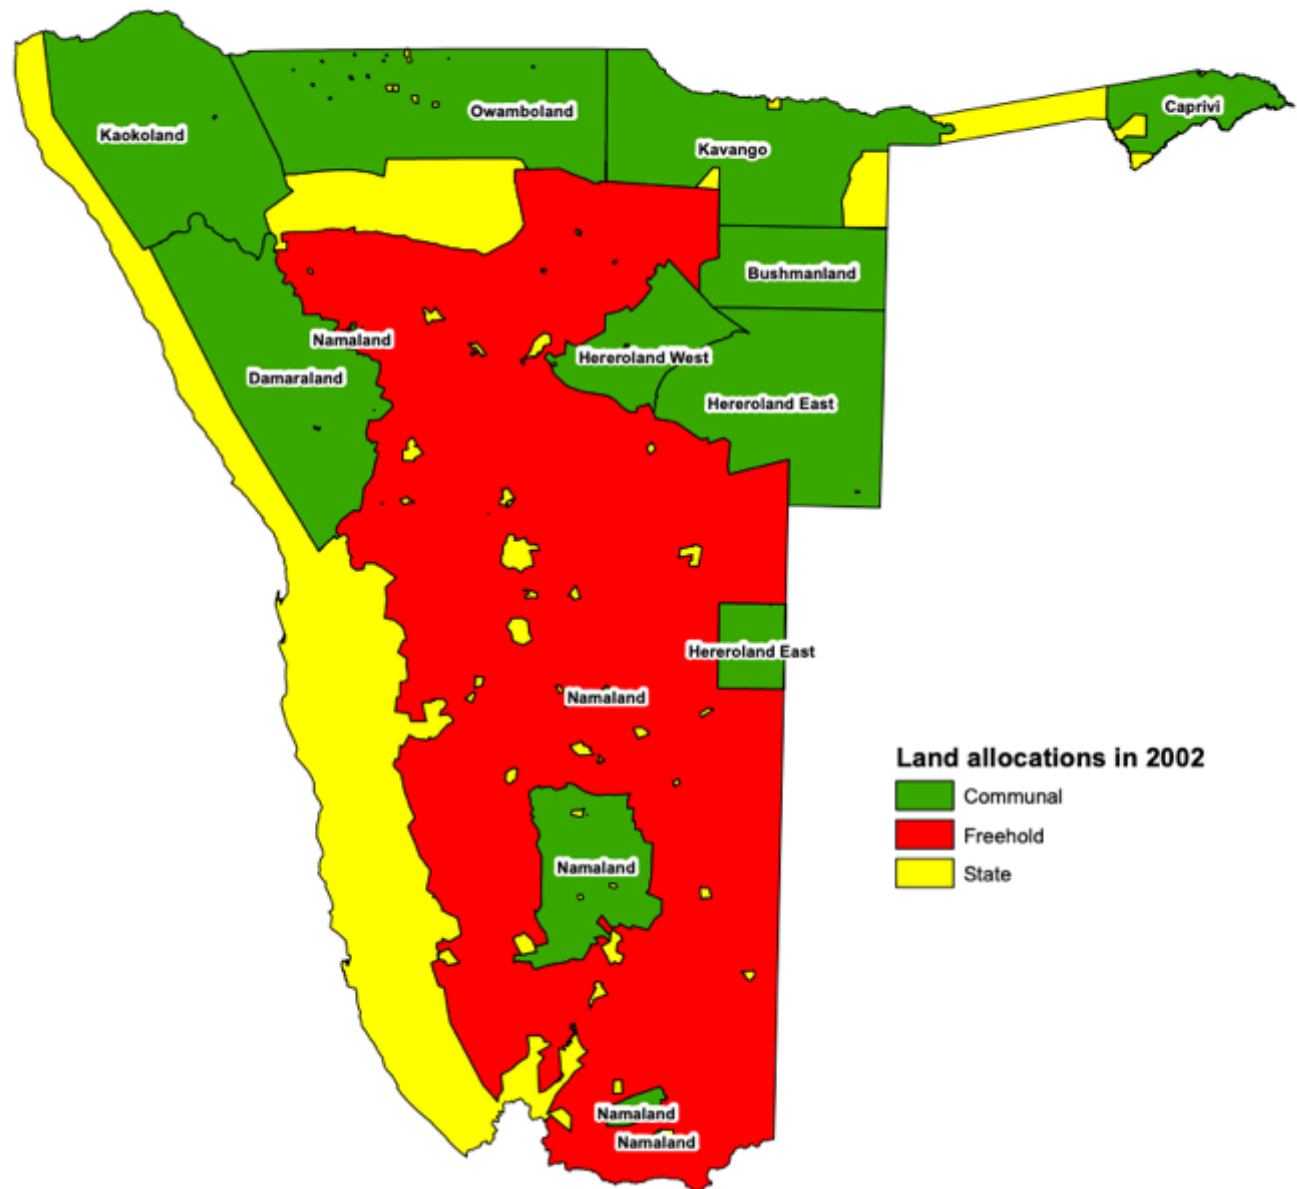 Caprivi
Owamboland
Kaokoland
Kavango
Bushmanland
Namaland
Hereroland West
Damaraland
Hereroland East
Hereroland East
Namaland
Land allocations in 2002
Communal
Freehold
State
Namaland
Namaland
Namaland